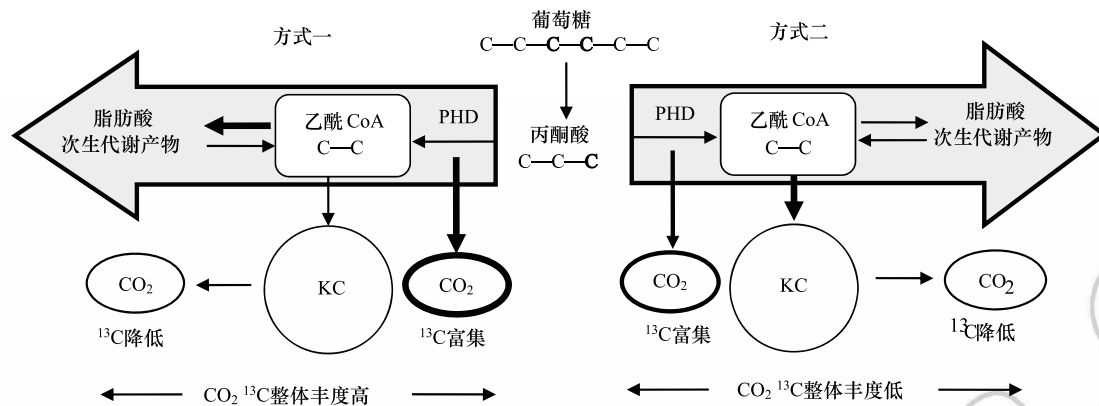 方式一
葡萄糖
C—C—C—C—C—C
方式二
脂肪酸
次生代谢产物
乙酰 CoA
C—C
PHD
丙酮酸
C—C—C
PHD
乙酰 CoA
C—C
脂肪酸
次生代谢产物
CO₂
KC
CO₂
CO₂
KC
CO₂
¹³C降低
¹³C富集
¹³C富集
¹³C降低
CO₂ ¹³C整体丰度高
CO₂ ¹³C整体丰度低